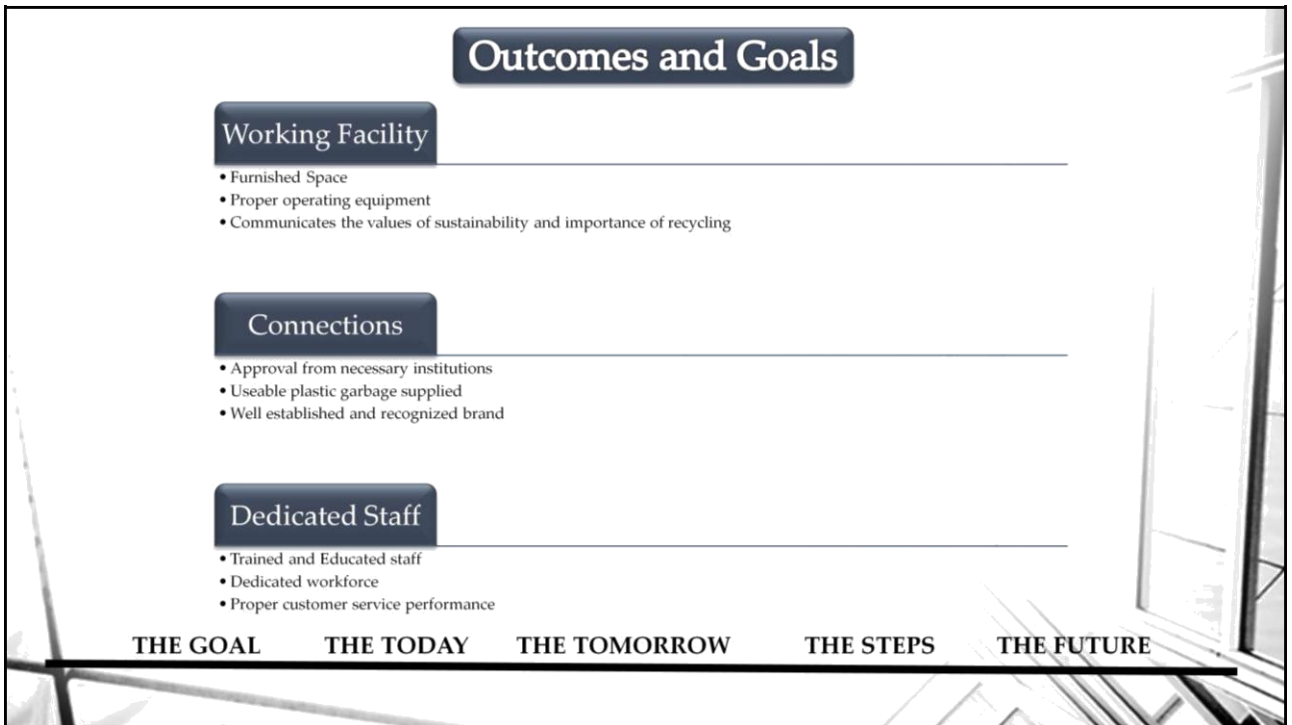 Outcomes and Goals
Working Facility
• Furnished Space
• Proper operating equipment
• Communicates the values of sustainability and importance of recycling
Connections
• Approval from necessary institutions
• Useable plastic garbage supplied
• Well established and recognized brand
Dedicated Staff
• Trained and Educated staff
• Dedicated workforce
• Proper customer service performance
THE GOAL THE TODAY THE TOMORROW THE STEPS THE FUTURE